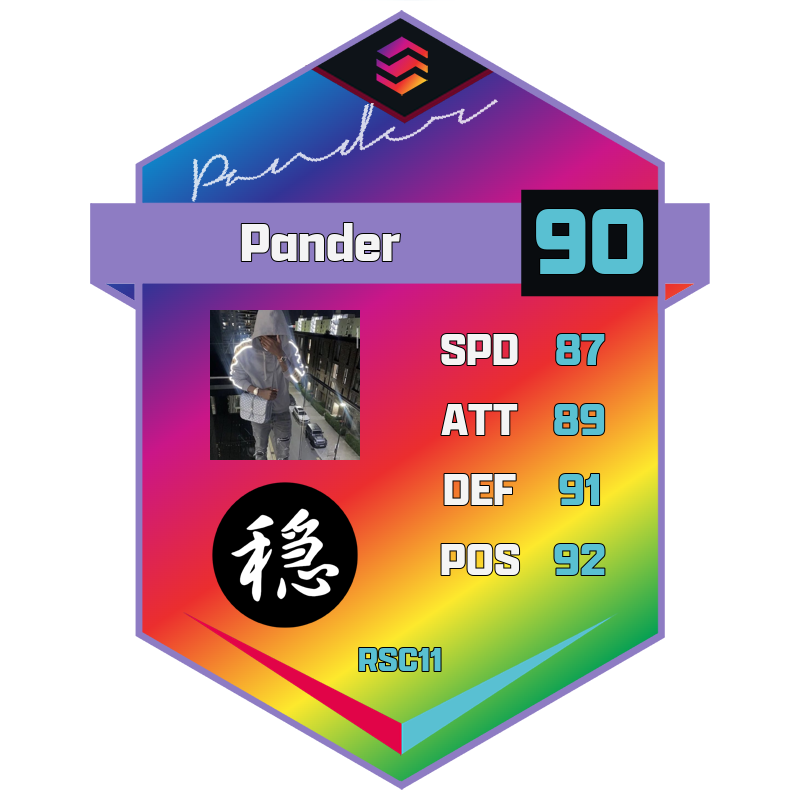 Pander
Pander
90
SPD 87
ATT 89
DEF 91
POS 92
稳
RSC11